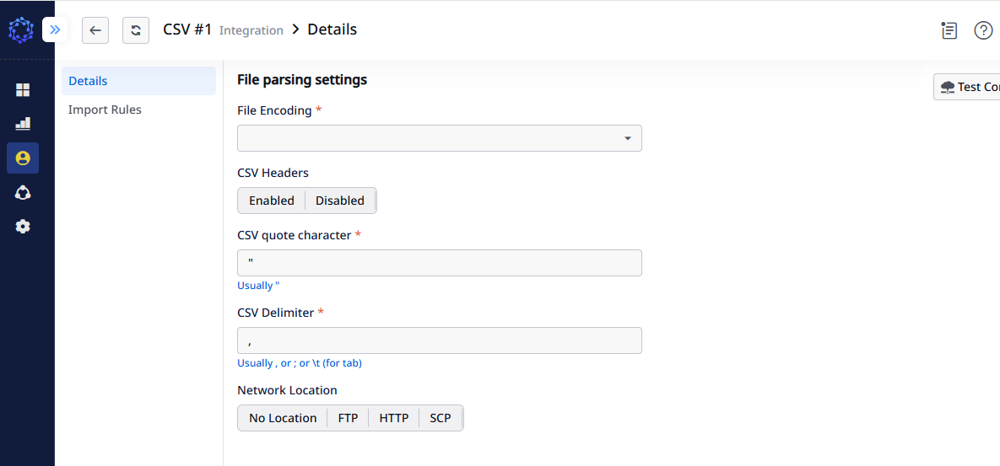 CSV #1 Integration Details
Details
Import Rules
File parsing settings
Test Co
File Encoding *
CSV Headers
Enabled Disabled
CSV quote character *
"
Usually "
CSV Delimiter *
,
Usually , or ; or \t (for tab)
Network Location
No Location FTP HTTP SCP